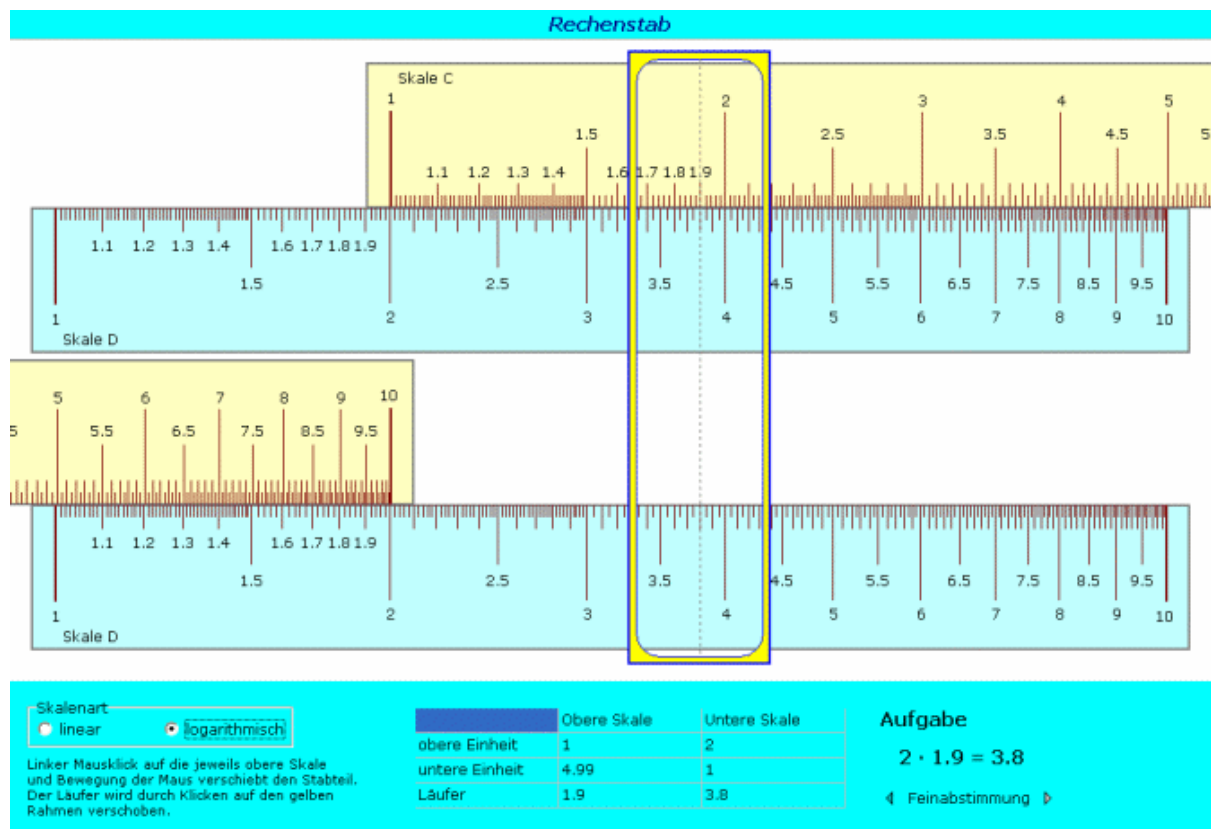 Rechenstab
Skale C
1 2 3 4 5
1.5 2.5 3.5 4.5 5
1.1 1.2 1.3 1.4 1.6 1.7 1.8 1.9
1.1 1.2 1.3 1.4 1.6 1.7 1.8 1.9
1.5 2.5 3.5 4.5 5.5 6.5 7.5 8.5 9.5
1 2 3 4 5 6 7 8 9 10
Skale D
5 6 7 8 9 10
5 5.5 6.5 7.5 8.5 9.5
1.1 1.2 1.3 1.4 1.6 1.7 1.8 1.9
1.5 2.5 3.5 4.5 5.5 6.5 7.5 8.5 9.5
1 2 3 4 5 6 7 8 9 10
Skale D
Skalenart
linear logarithmisch
Linker Mausklick auf die jeweils obere Skale
und Bewegung der Maus verschiebt den Stabteil.
Der Läufer wird durch Klicken auf den gelben
Rahmen verschoben.
Obere Skale Untere Skale
obere Einheit 1 2
untere Einheit 4.99 1
Läufer 1.9 3.8
Aufgabe
2 · 1.9 = 3.8
Feinabstimmung